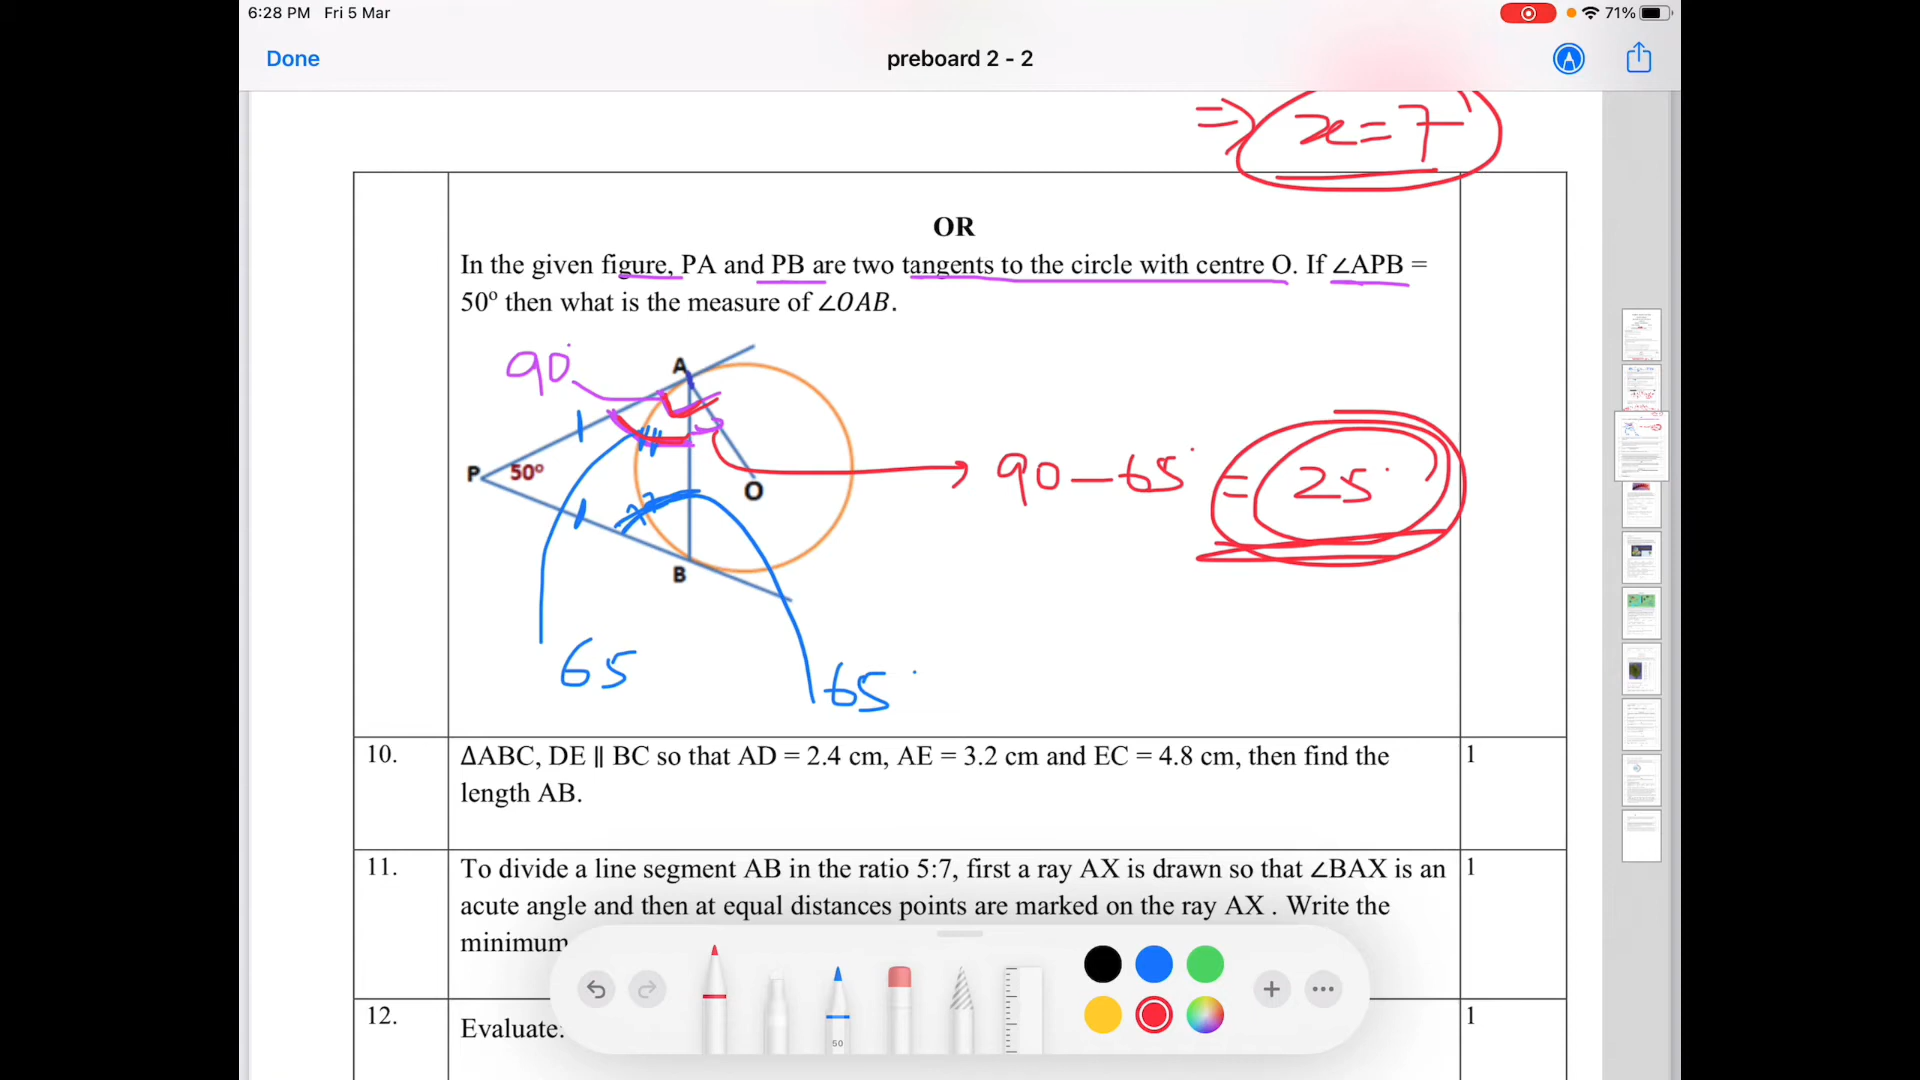 6:28 PM Fri 5 Mar
71%
Done
preboard 2 - 2
=> x=7
OR
In the given figure, PA and PB are two tangents to the circle with centre O. If ∠APB =
50º then what is the measure of ∠OAB.
90°
A
P
50º
O
B
90—65° = 25°
65
65°
10.
ΔABC, DE ∥ BC so that AD = 2.4 cm, AE = 3.2 cm and EC = 4.8 cm, then find the
length AB.
1
11.
To divide a line segment AB in the ratio 5:7, first a ray AX is drawn so that ∠BAX is an
acute angle and then at equal distances points are marked on the ray AX . Write the
minimum
1
12.
Evaluate:
1
50